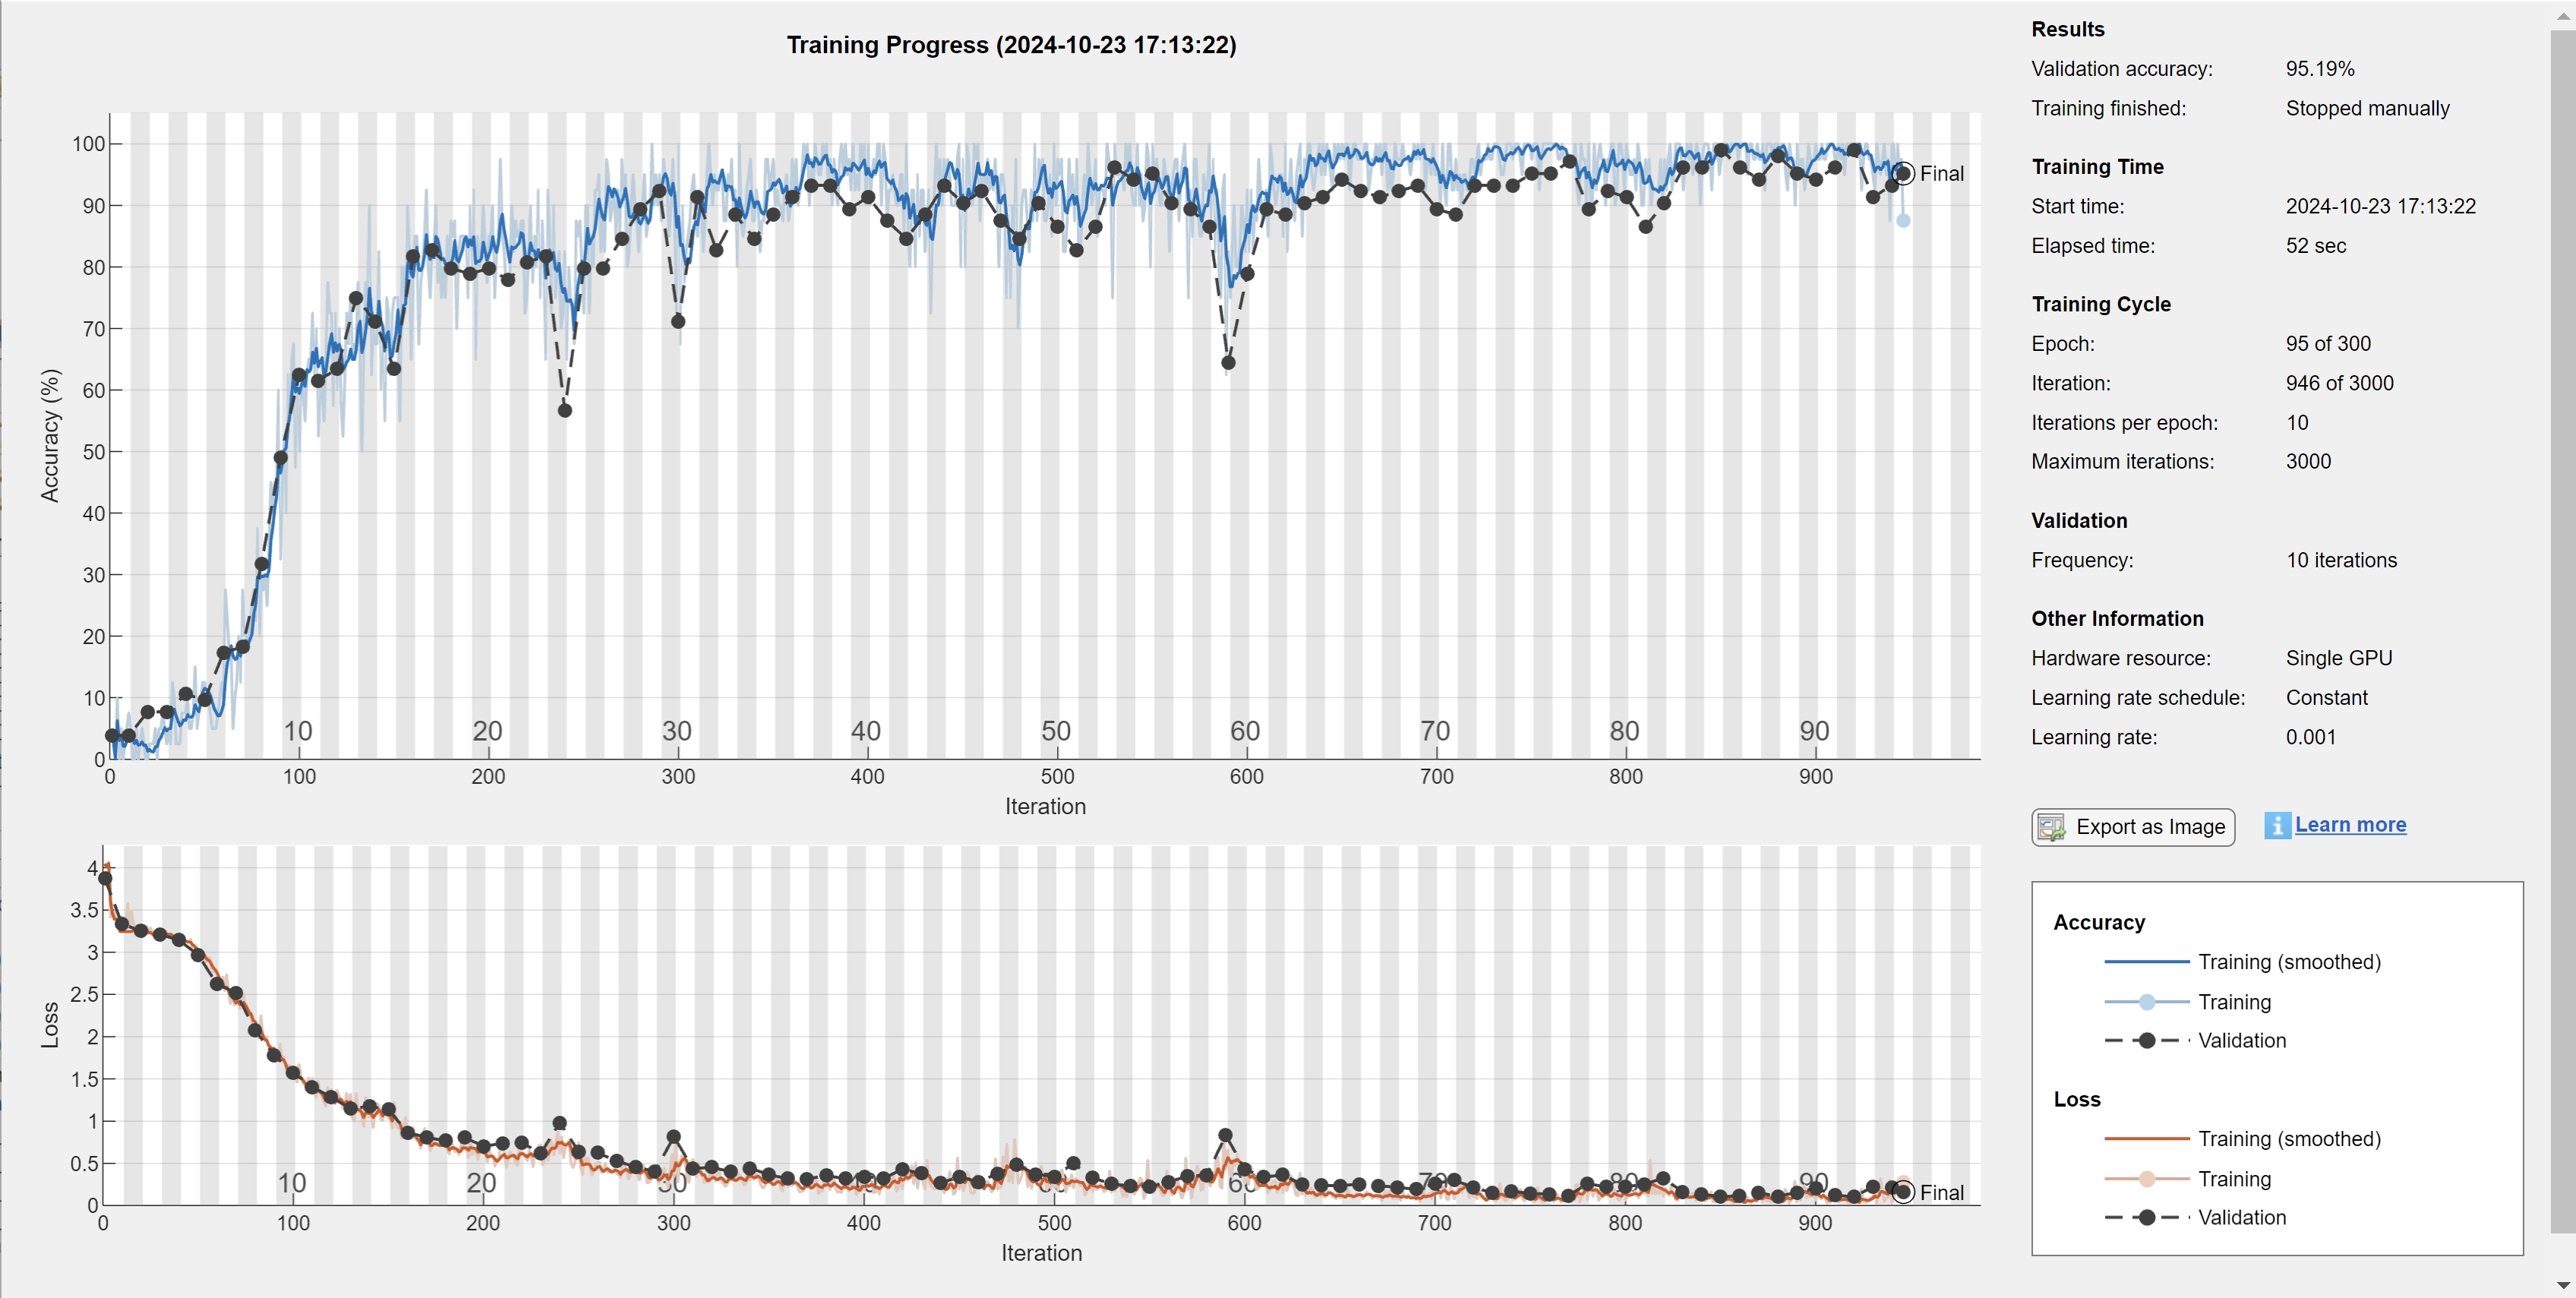 Training Progress (2024-10-23 17:13:22)
100
90
80
70
60
50
40
30
20
10
0
Accuracy (%)
10 20 30 40 50 60 70 80 90
0 100 200 300 400 500 600 700 800 900
Iteration
Final
4
3.5
3
2.5
2
1.5
1
0.5
0
Loss
10 20 30 40 50 60 70 80 90
0 100 200 300 400 500 600 700 800 900
Iteration
Final
Results
Validation accuracy: 95.19%
Training finished: Stopped manually
Training Time
Start time: 2024-10-23 17:13:22
Elapsed time: 52 sec
Training Cycle
Epoch: 95 of 300
Iteration: 946 of 3000
Iterations per epoch: 10
Maximum iterations: 3000
Validation
Frequency: 10 iterations
Other Information
Hardware resource: Single GPU
Learning rate schedule: Constant
Learning rate: 0.001
Export as Image
i Learn more
Accuracy
Training (smoothed)
Training
Validation
Loss
Training (smoothed)
Training
Validation